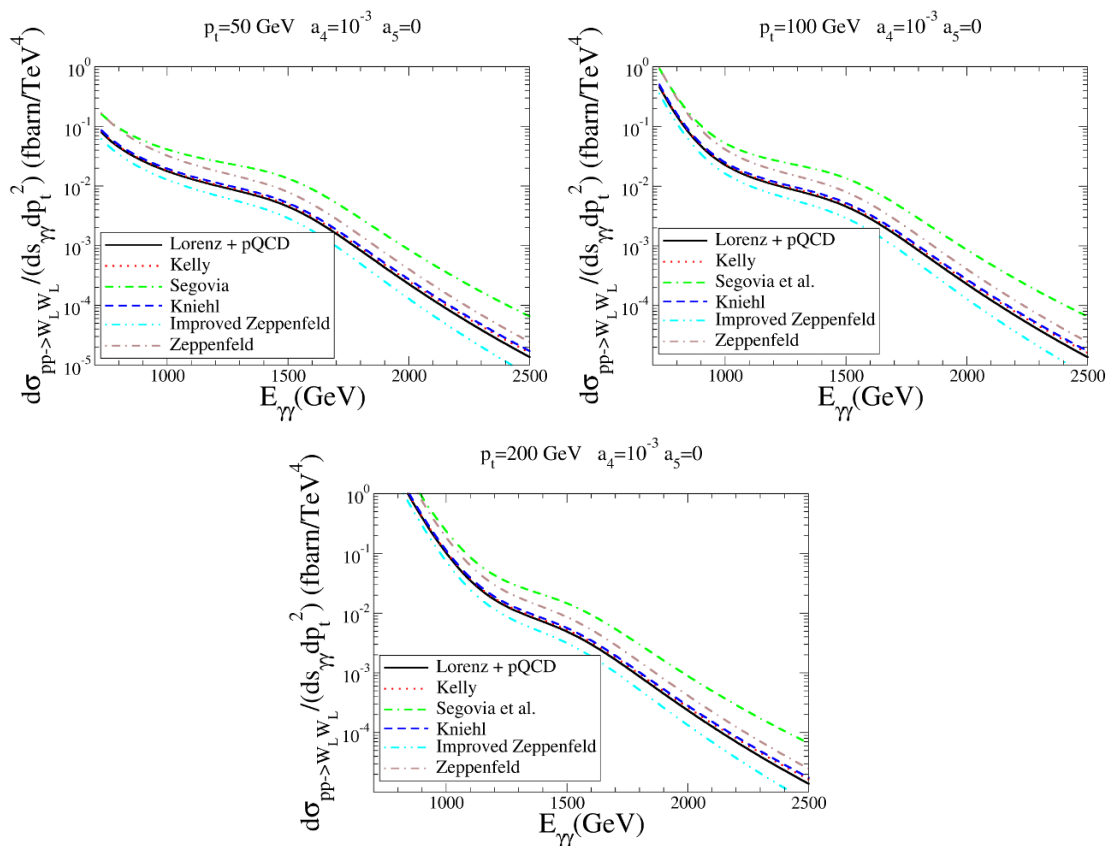 p_t=50 GeV a_4=10^-3 a_5=0
dσ_pp->W_L W_L/(ds_γγ dp_t^2) (fbarn/TeV^4)
10^0
10^-1
10^-2
10^-3
10^-4
10^-5
Lorenz + pQCD
Kelly
Segovia
Kniehl
Improved Zeppenfeld
Zeppenfeld
1000 1500 2000 2500
E_γγ(GeV)
p_t=100 GeV a_4=10^-3 a_5=0
dσ_pp->W_L W_L/(ds_γγ dp_t^2) (fbarn/TeV^4)
10^0
10^-1
10^-2
10^-3
10^-4
Lorenz + pQCD
Kelly
Segovia et al.
Kniehl
Improved Zeppenfeld
Zeppenfeld
1000 1500 2000 2500
E_γγ(GeV)
p_t=200 GeV a_4=10^-3 a_5=0
dσ_pp->W_L W_L/(ds_γγ dp_t^2) (fbarn/TeV^4)
10^0
10^-1
10^-2
10^-3
10^-4
Lorenz + pQCD
Kelly
Segovia et al.
Kniehl
Improved Zeppenfeld
Zeppenfeld
1000 1500 2000 2500
E_γγ(GeV)